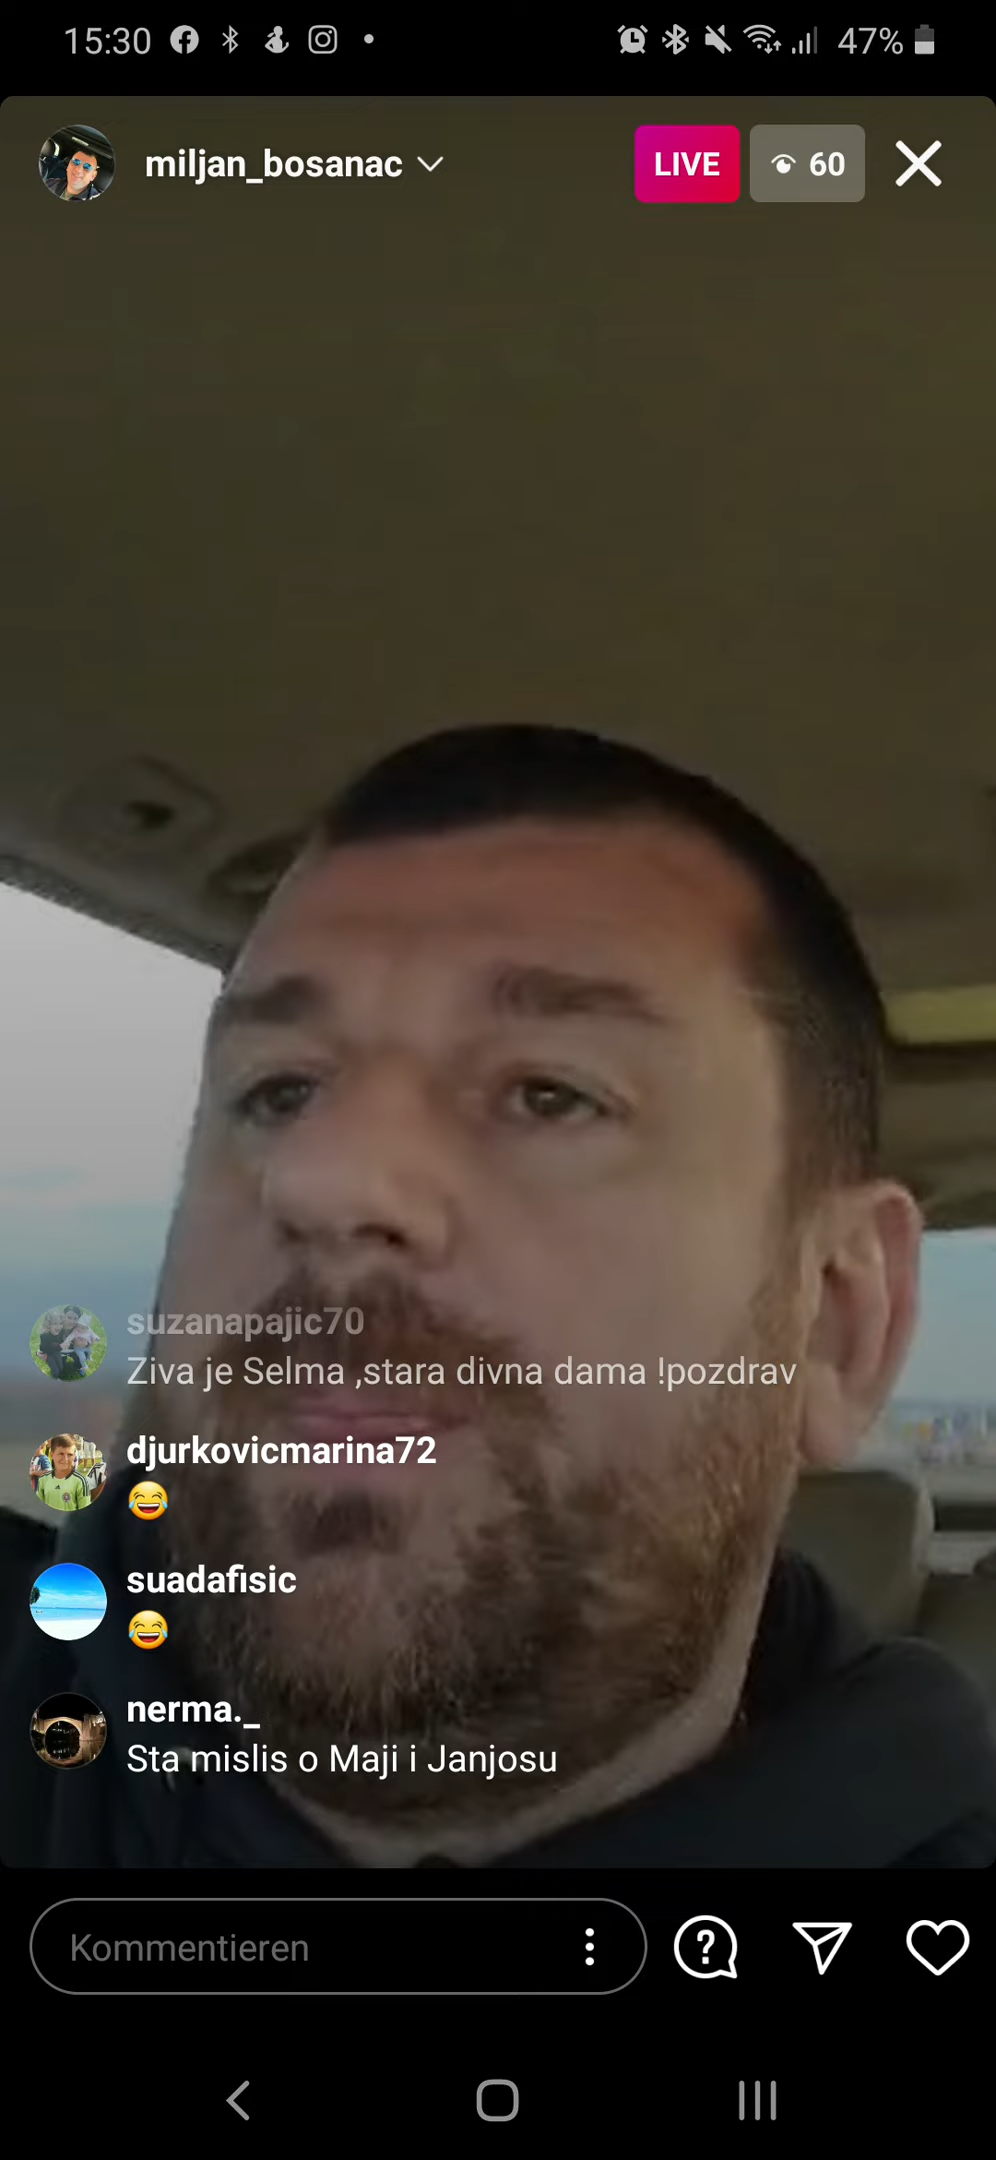 15:30
47%
miljan_bosanac
LIVE
60
suzanapajic70
Ziva je Selma ,stara divna dama !pozdrav
djurkovicmarina72
😂
suadafisic
😂
nerma._
Sta mislis o Maji i Janjosu
Kommentieren